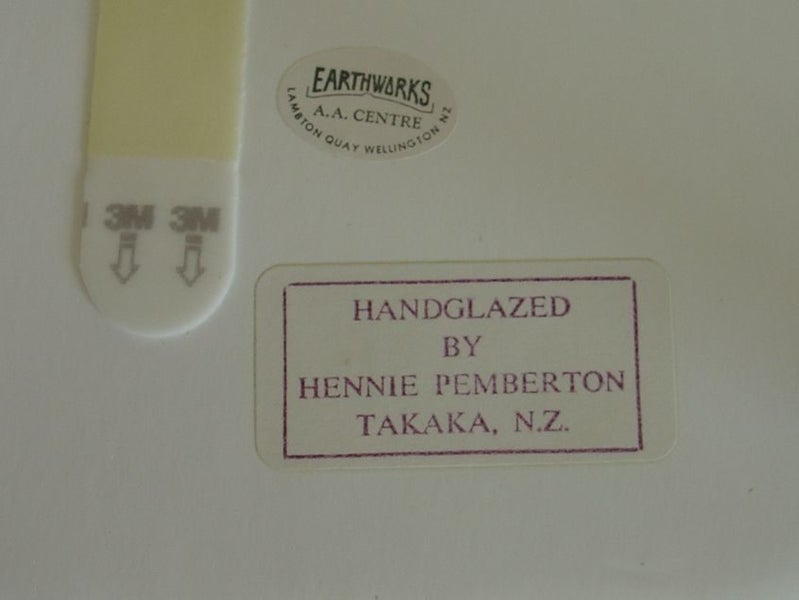 EARTHWORKS
A.A. CENTRE
LAMBTON QUAY WELLINGTON NZ
3M 3M
HANDGLAZED
BY
HENNIE PEMBERTON
TAKAKA, N.Z.